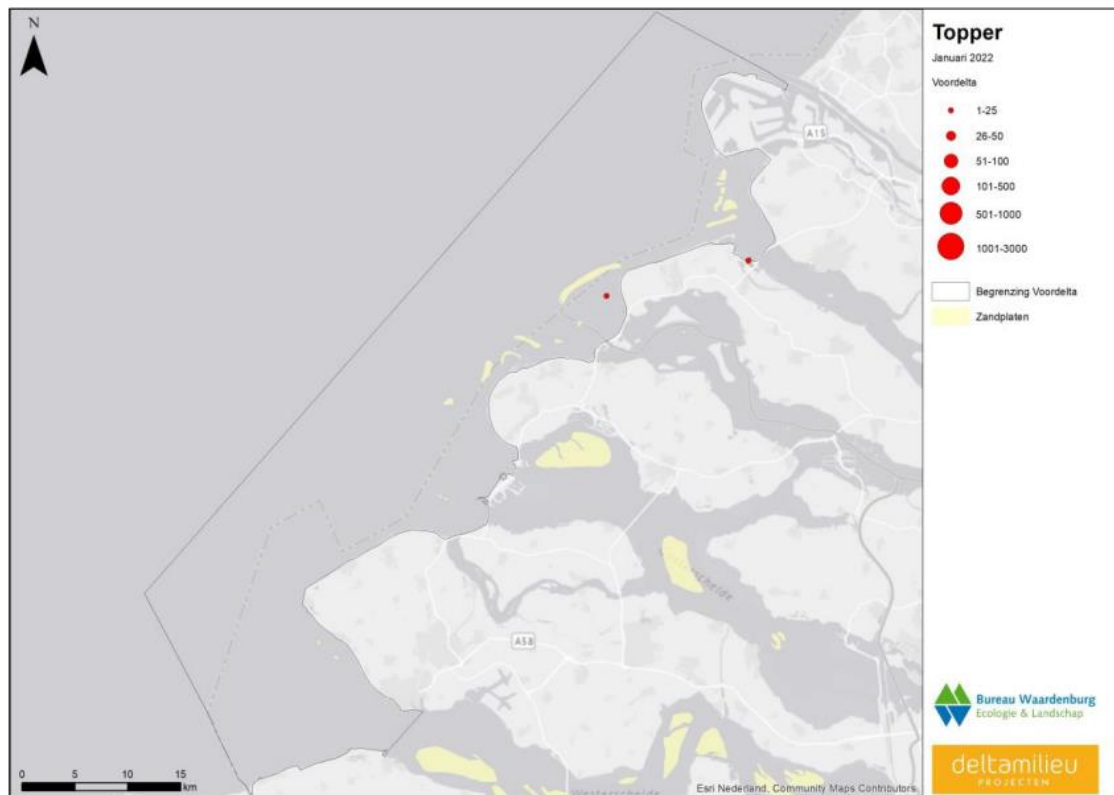 N
Topper
Januari 2022
Voordelta
1-25
26-50
51-100
101-500
501-1000
1001-3000
Begrenzing Voordelta
Zandplaten
A15
A58
Westerschelde
Bureau Waardenburg
Ecologie & Landschap
deltamilieu
PROJECTEN
0 5 10 15
km
Esri Nederland, Community Maps Contributors